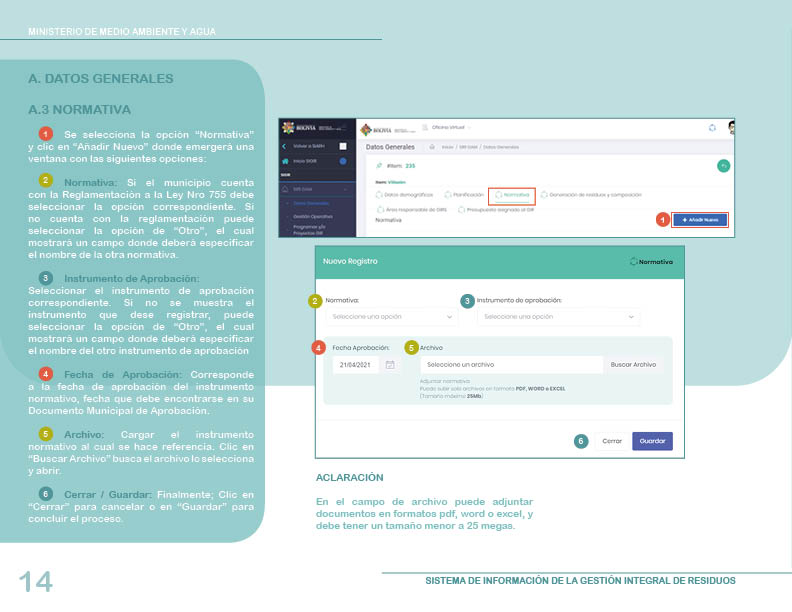 MINISTERIO DE MEDIO AMBIENTE Y AGUA
A. DATOS GENERALES
A.3 NORMATIVA
1 Se selecciona la opción “Normativa”
y clic en “Añadir Nuevo” donde emergerá una
ventana con las siguientes opciones:
2 Normativa: Si el municipio cuenta
con la Reglamentación a la Ley Nro 755 debe
seleccionar la opción correspondiente. Si
no cuenta con la reglamentación puede
seleccionar la opción de “Otro”, el cual
mostrará un campo donde deberá especificar
el nombre de la otra normativa.
3 Instrumento de Aprobación:
Seleccionar el instrumento de aprobación
correspondiente. Si no se muestra el
instrumento que dese registrar, puede
seleccionar la opción de “Otro”, el cual
mostrará un campo donde deberá especificar
el nombre del otro instrumento de aprobación
4 Fecha de Aprobación: Corresponde
a la fecha de aprobación del instrumento
normativo, fecha que debe encontrarse en su
Documento Municipal de Aprobación.
5 Archivo: Cargar el instrumento
normativo al cual se hace referencia. Clic en
“Buscar Archivo” busca el archivo lo selecciona
y abrir.
6 Cerrar / Guardar: Finalmente; Clic en
“Cerrar” para cancelar o en “Guardar” para
concluir el proceso.
BOLIVIA
Volver a SIARH
Inicio SIGIR
SIGIR
SIRI GAM
Datos Generales
Gestión Operativa
Programas y/o
Proyectos GIR
BOLIVIA
Oficina Virtual
Datos Generales
Inicio / SIRI GAM / Datos Generales
#Item: 235
Item: Villazón
Datos demográficos
Planificación
Normativa
Generación de residuos y composición
Área responsable de GIRS
Presupuesto asignado al GIR
Normativa
1 + Añadir Nuevo
Nuevo Registro
Normativa
2 Normativa:
Seleccione una opción
3 Instrumento de aprobación:
Seleccione una opción
4 Fecha Aprobación:
21/04/2021
5 Archivo
Seleccione un archivo
Buscar Archivo
Adjuntar normativa
Puede subir solo archivos en formato PDF, WORD o EXCEL
(Tamaño máximo 25Mb.)
6 Cerrar Guardar
ACLARACIÓN
En el campo de archivo puede adjuntar
documentos en formatos pdf, word o excel, y
debe tener un tamaño menor a 25 megas.
14
SISTEMA DE INFORMACIÓN DE LA GESTIÓN INTEGRAL DE RESIDUOS